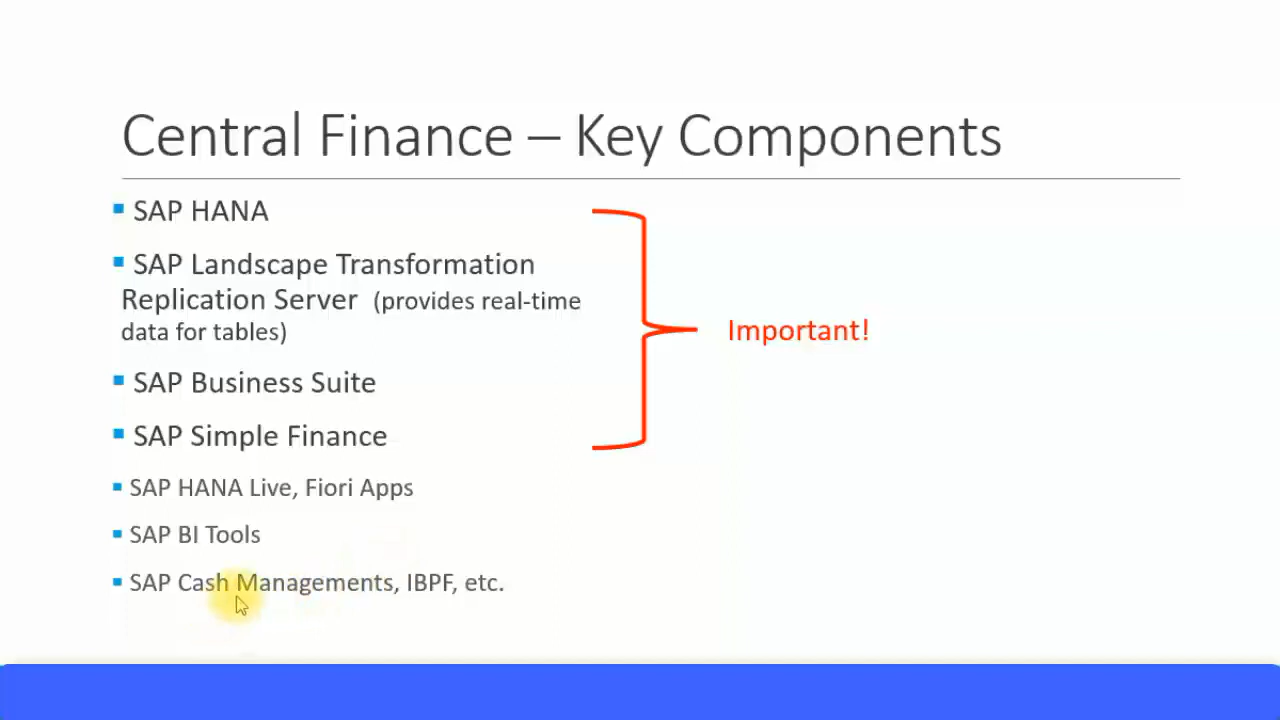 Central Finance – Key Components
SAP HANA
SAP Landscape Transformation
Replication Server (provides real-time
data for tables)
Important!
SAP Business Suite
SAP Simple Finance
SAP HANA Live, Fiori Apps
SAP BI Tools
SAP Cash Managements, IBPF, etc.